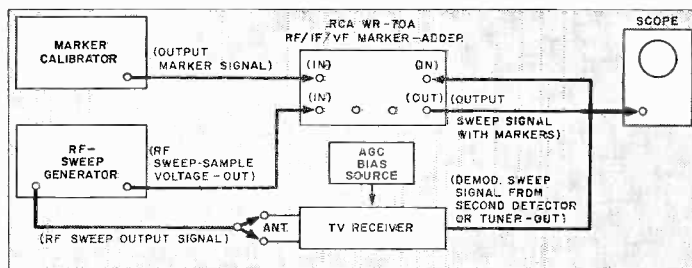 RCA WR-70A
RF/IF/VF MARKER-ADDER
SCOPE
MARKER
CALIBRATOR
(OUTPUT
MARKER SIGNAL)
(IN)
(IN)
(IN)
(OUT)
(OUTPUT
SWEEP SIGNAL
WITH MARKERS)
RF-
SWEEP
GENERATOR
(RF
SWEEP-SAMPLE
VOLTAGE-OUT)
AGC
BIAS
SOURCE
(DEMOD. SWEEP
SIGNAL FROM
SECOND DETECTOR
OR TUNER-OUT)
(RF SWEEP OUTPUT SIGNAL)
ANT.
TV RECEIVER